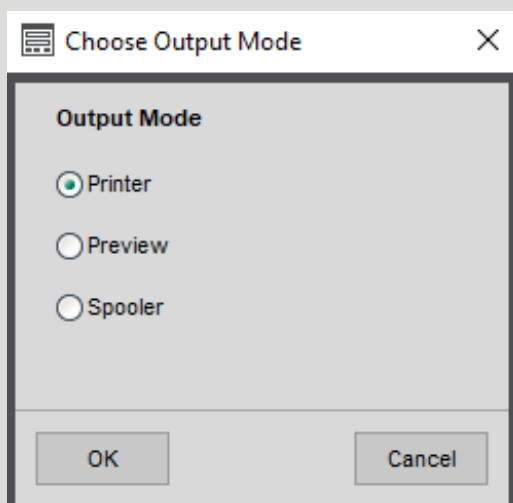 Choose Output Mode
Output Mode
Printer
Preview
Spooler
OK Cancel